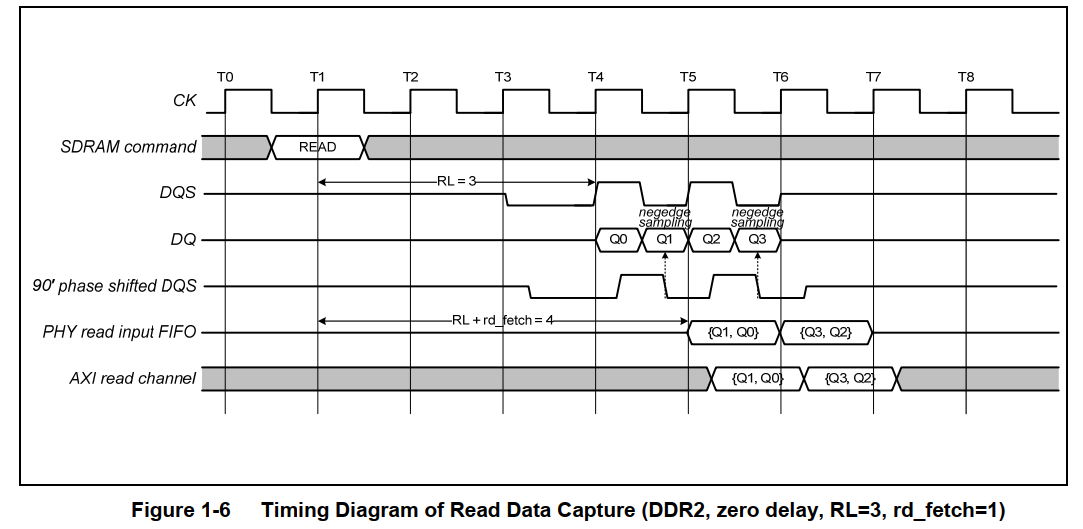 T0 T1 T2 T3 T4 T5 T6 T7 T8
CK
SDRAM command READ
RL = 3
DQS
negedge sampling negedge sampling
DQ Q0 Q1 Q2 Q3
90′ phase shifted DQS
RL + rd_fetch = 4
PHY read input FIFO {Q1, Q0} {Q3, Q2}
AXI read channel {Q1, Q0} {Q3, Q2}
Figure 1-6 Timing Diagram of Read Data Capture (DDR2, zero delay, RL=3, rd_fetch=1)